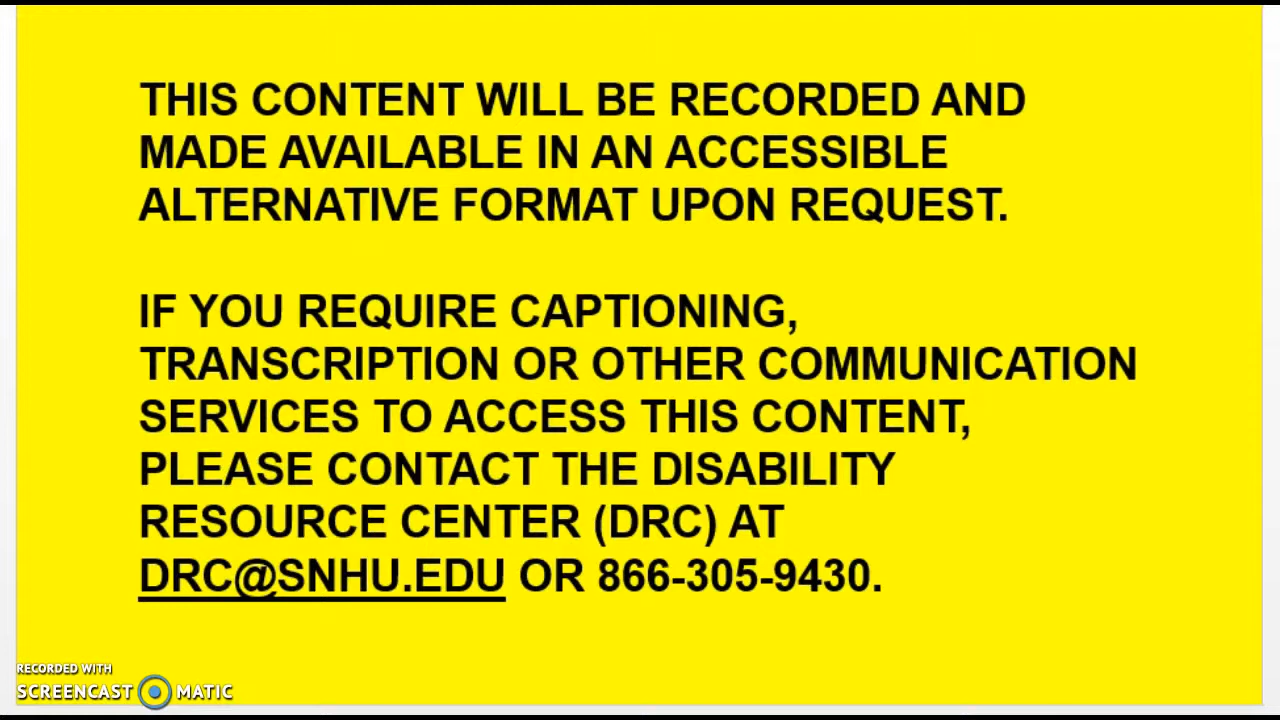 THIS CONTENT WILL BE RECORDED AND
MADE AVAILABLE IN AN ACCESSIBLE
ALTERNATIVE FORMAT UPON REQUEST.
IF YOU REQUIRE CAPTIONING,
TRANSCRIPTION OR OTHER COMMUNICATION
SERVICES TO ACCESS THIS CONTENT,
PLEASE CONTACT THE DISABILITY
RESOURCE CENTER (DRC) AT
DRC@SNHU.EDU OR 866-305-9430.
RECORDED WITH
SCREENCAST MATIC